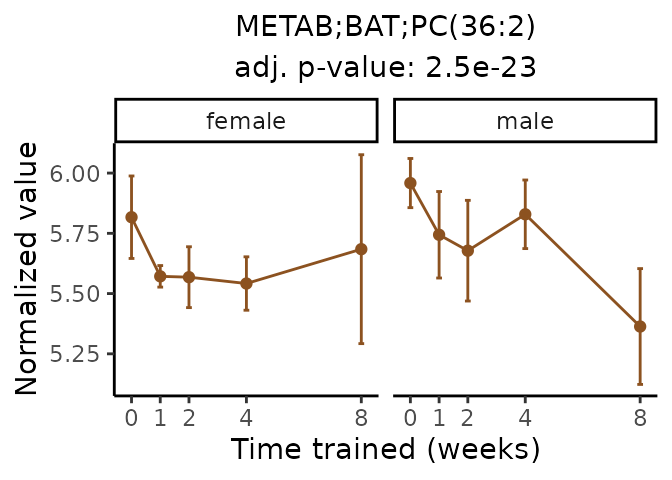 METAB;BAT;PC(36:2)
adj. p-value: 2.5e-23
female
male
Normalized value
6.00
5.75
5.50
5.25
0 1 2 4 8
0 1 2 4 8
Time trained (weeks)